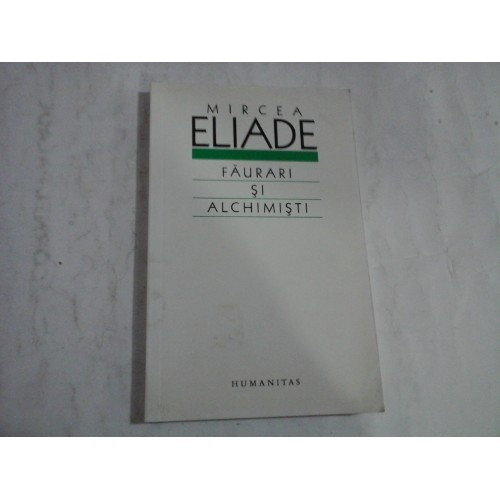 MIRCEA
ELIADE
FĂURARI
ŞI
ALCHIMIŞTI
HUMANITAS